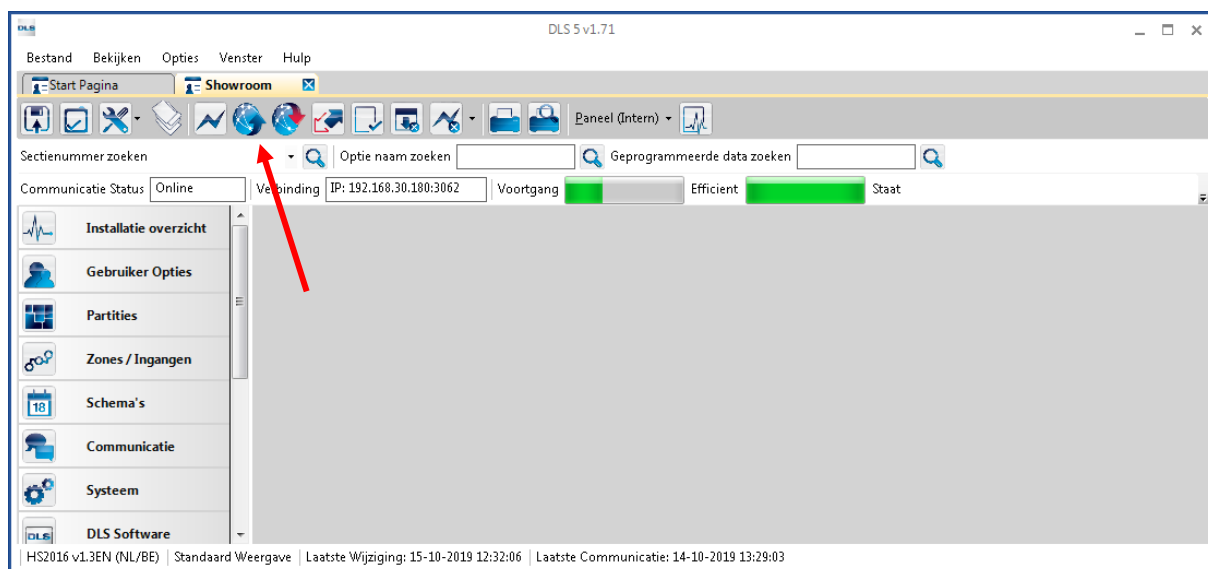 DLS DLS 5 v1.71
Bestand Bekijken Opties Venster Hulp
Start Pagina Showroom
Paneel (Intern)
Sectienummer zoeken Optie naam zoeken Geprogrammeerde data zoeken
Communicatie Status Online Verbinding IP: 192.168.30.180:3062 Voortgang Efficient Staat
Installatie overzicht
Gebruiker Opties
Partities
Zones / Ingangen
18 Schema's
Communicatie
Systeem
DLS DLS Software
HS2016 v1.3EN (NL/BE) Standaard Weergave Laatste Wijziging: 15-10-2019 12:32:06 Laatste Communicatie: 14-10-2019 13:29:03